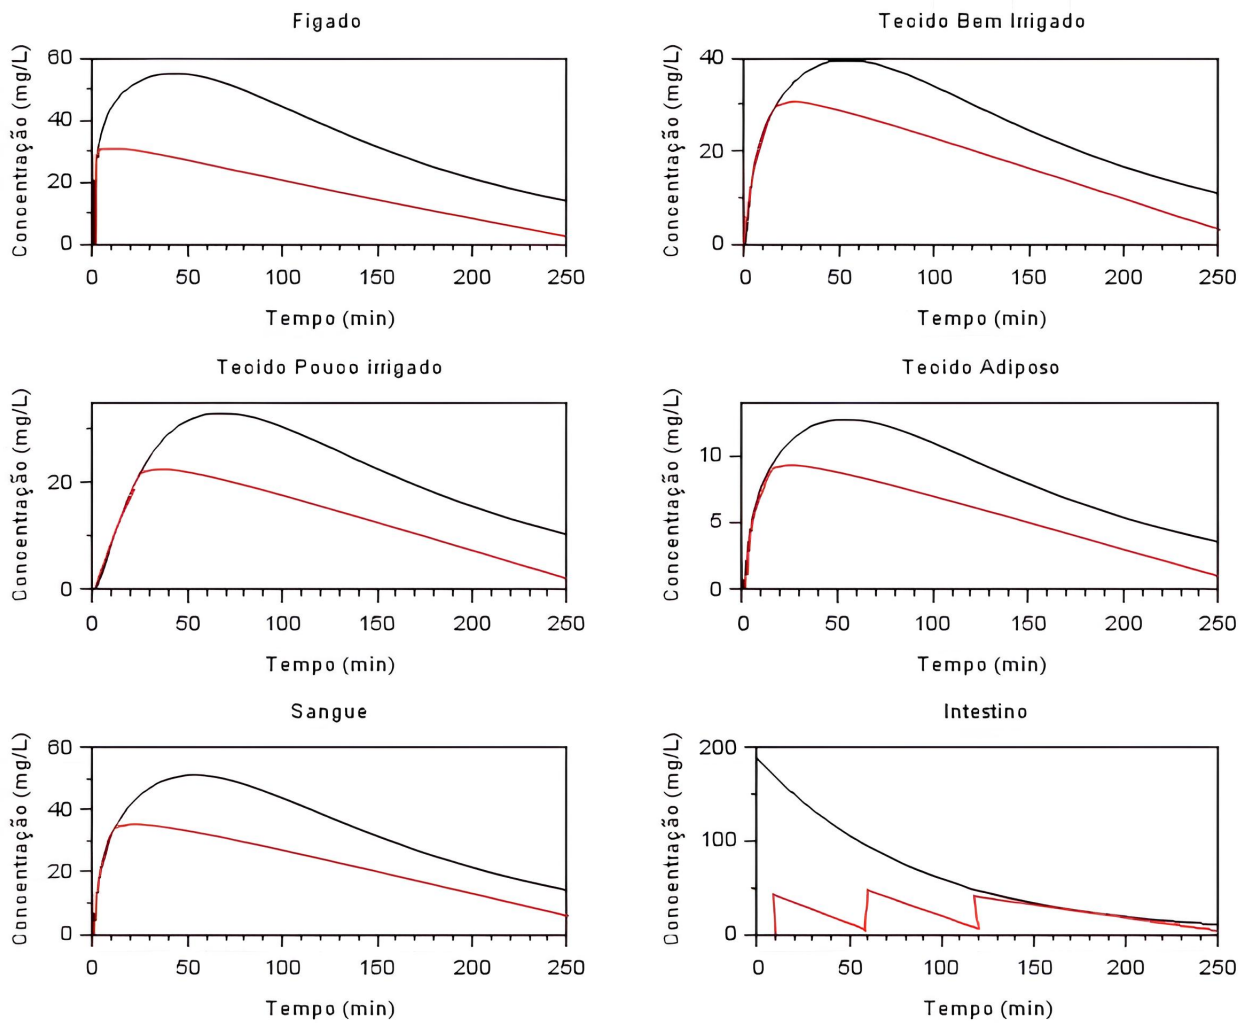 Figado
Concentração (mg/L)
60
40
20
0
0 50 100 150 200 250
Tempo (min)
Tecido Bem Irrigado
Concentração (mg/L)
40
20
0
0 50 100 150 200 250
Tempo (min)
Tecido Pouco irrigado
Concentração (mg/L)
20
0
0 50 100 150 200 250
Tempo (min)
Tecido Adiposo
Concentração (mg/L)
10
5
0
0 50 100 150 200 250
Tempo (min)
Sangue
Concentração (mg/L)
60
40
20
0
0 50 100 150 200 250
Tempo (min)
Intestino
Concentração (mg/L)
200
100
0
0 50 100 150 200 250
Tempo (min)